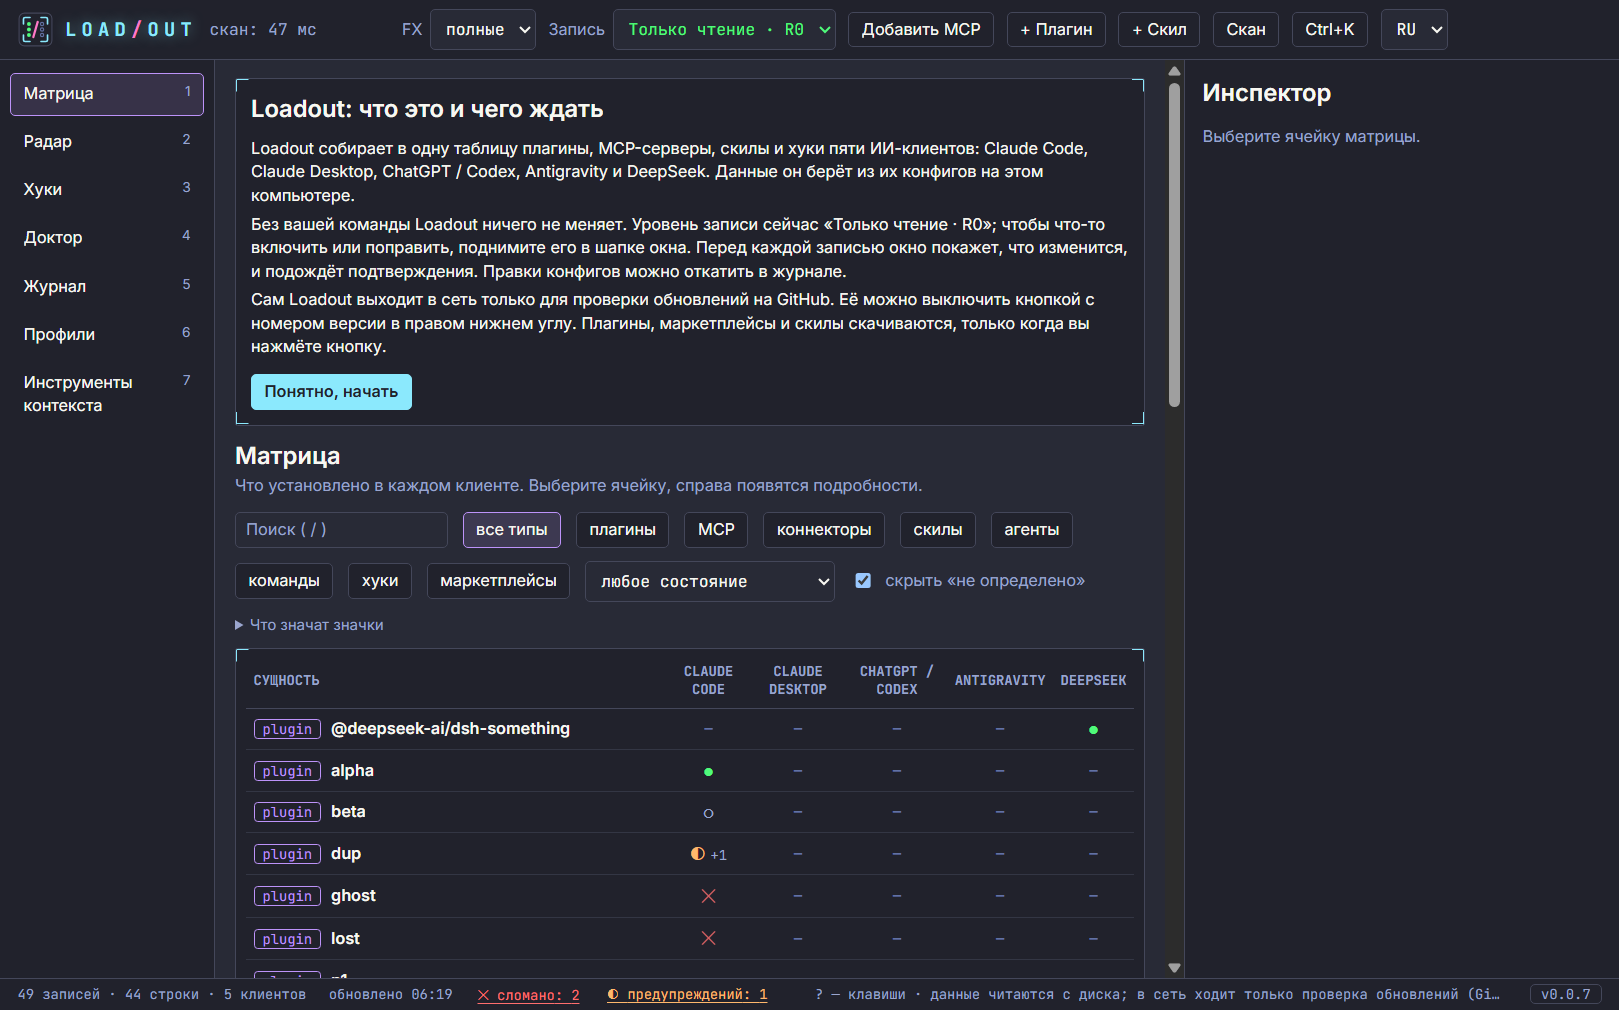 LOAD/OUT скан: 47 мс FX полные Запись Только чтение · R0 Добавить MCP + Плагин + Скил Скан Ctrl+K RU
Матрица 1
Радар 2
Хуки 3
Доктор 4
Журнал 5
Профили 6
Инструменты 7
контекста
Loadout: что это и чего ждать
Loadout собирает в одну таблицу плагины, MCP-серверы, скилы и хуки пяти ИИ-клиентов: Claude Code,
Claude Desktop, ChatGPT / Codex, Antigravity и DeepSeek. Данные он берёт из их конфигов на этом
компьютере.
Без вашей команды Loadout ничего не меняет. Уровень записи сейчас «Только чтение · R0»; чтобы что-то
включить или поправить, поднимите его в шапке окна. Перед каждой записью окно покажет, что изменится,
и подождёт подтверждения. Правки конфигов можно откатить в журнале.
Сам Loadout выходит в сеть только для проверки обновлений на GitHub. Её можно выключить кнопкой с
номером версии в правом нижнем углу. Плагины, маркетплейсы и скилы скачиваются, только когда вы
нажмёте кнопку.
Понятно, начать
Матрица
Что установлено в каждом клиенте. Выберите ячейку, справа появятся подробности.
Поиск ( / ) все типы плагины MCP коннекторы скилы агенты
команды хуки маркетплейсы любое состояние скрыть «не определено»
Что значат значки
СУЩНОСТЬ CLAUDE CODE CLAUDE DESKTOP CHATGPT / CODEX ANTIGRAVITY DEEPSEEK
plugin @deepseek-ai/dsh-something – – – – ●
plugin alpha ● – – – –
plugin beta ○ – – – –
plugin dup ◐ +1 – – – –
plugin ghost ✕ – – – –
plugin lost ✕ – – – –
Инспектор
Выберите ячейку матрицы.
49 записей · 44 строки · 5 клиентов обновлено 06:19 ✕ сломано: 2 ◐ предупреждений: 1 ? — клавиши · данные читаются с диска; в сеть ходит только проверка обновлений (Gi… v0.0.7